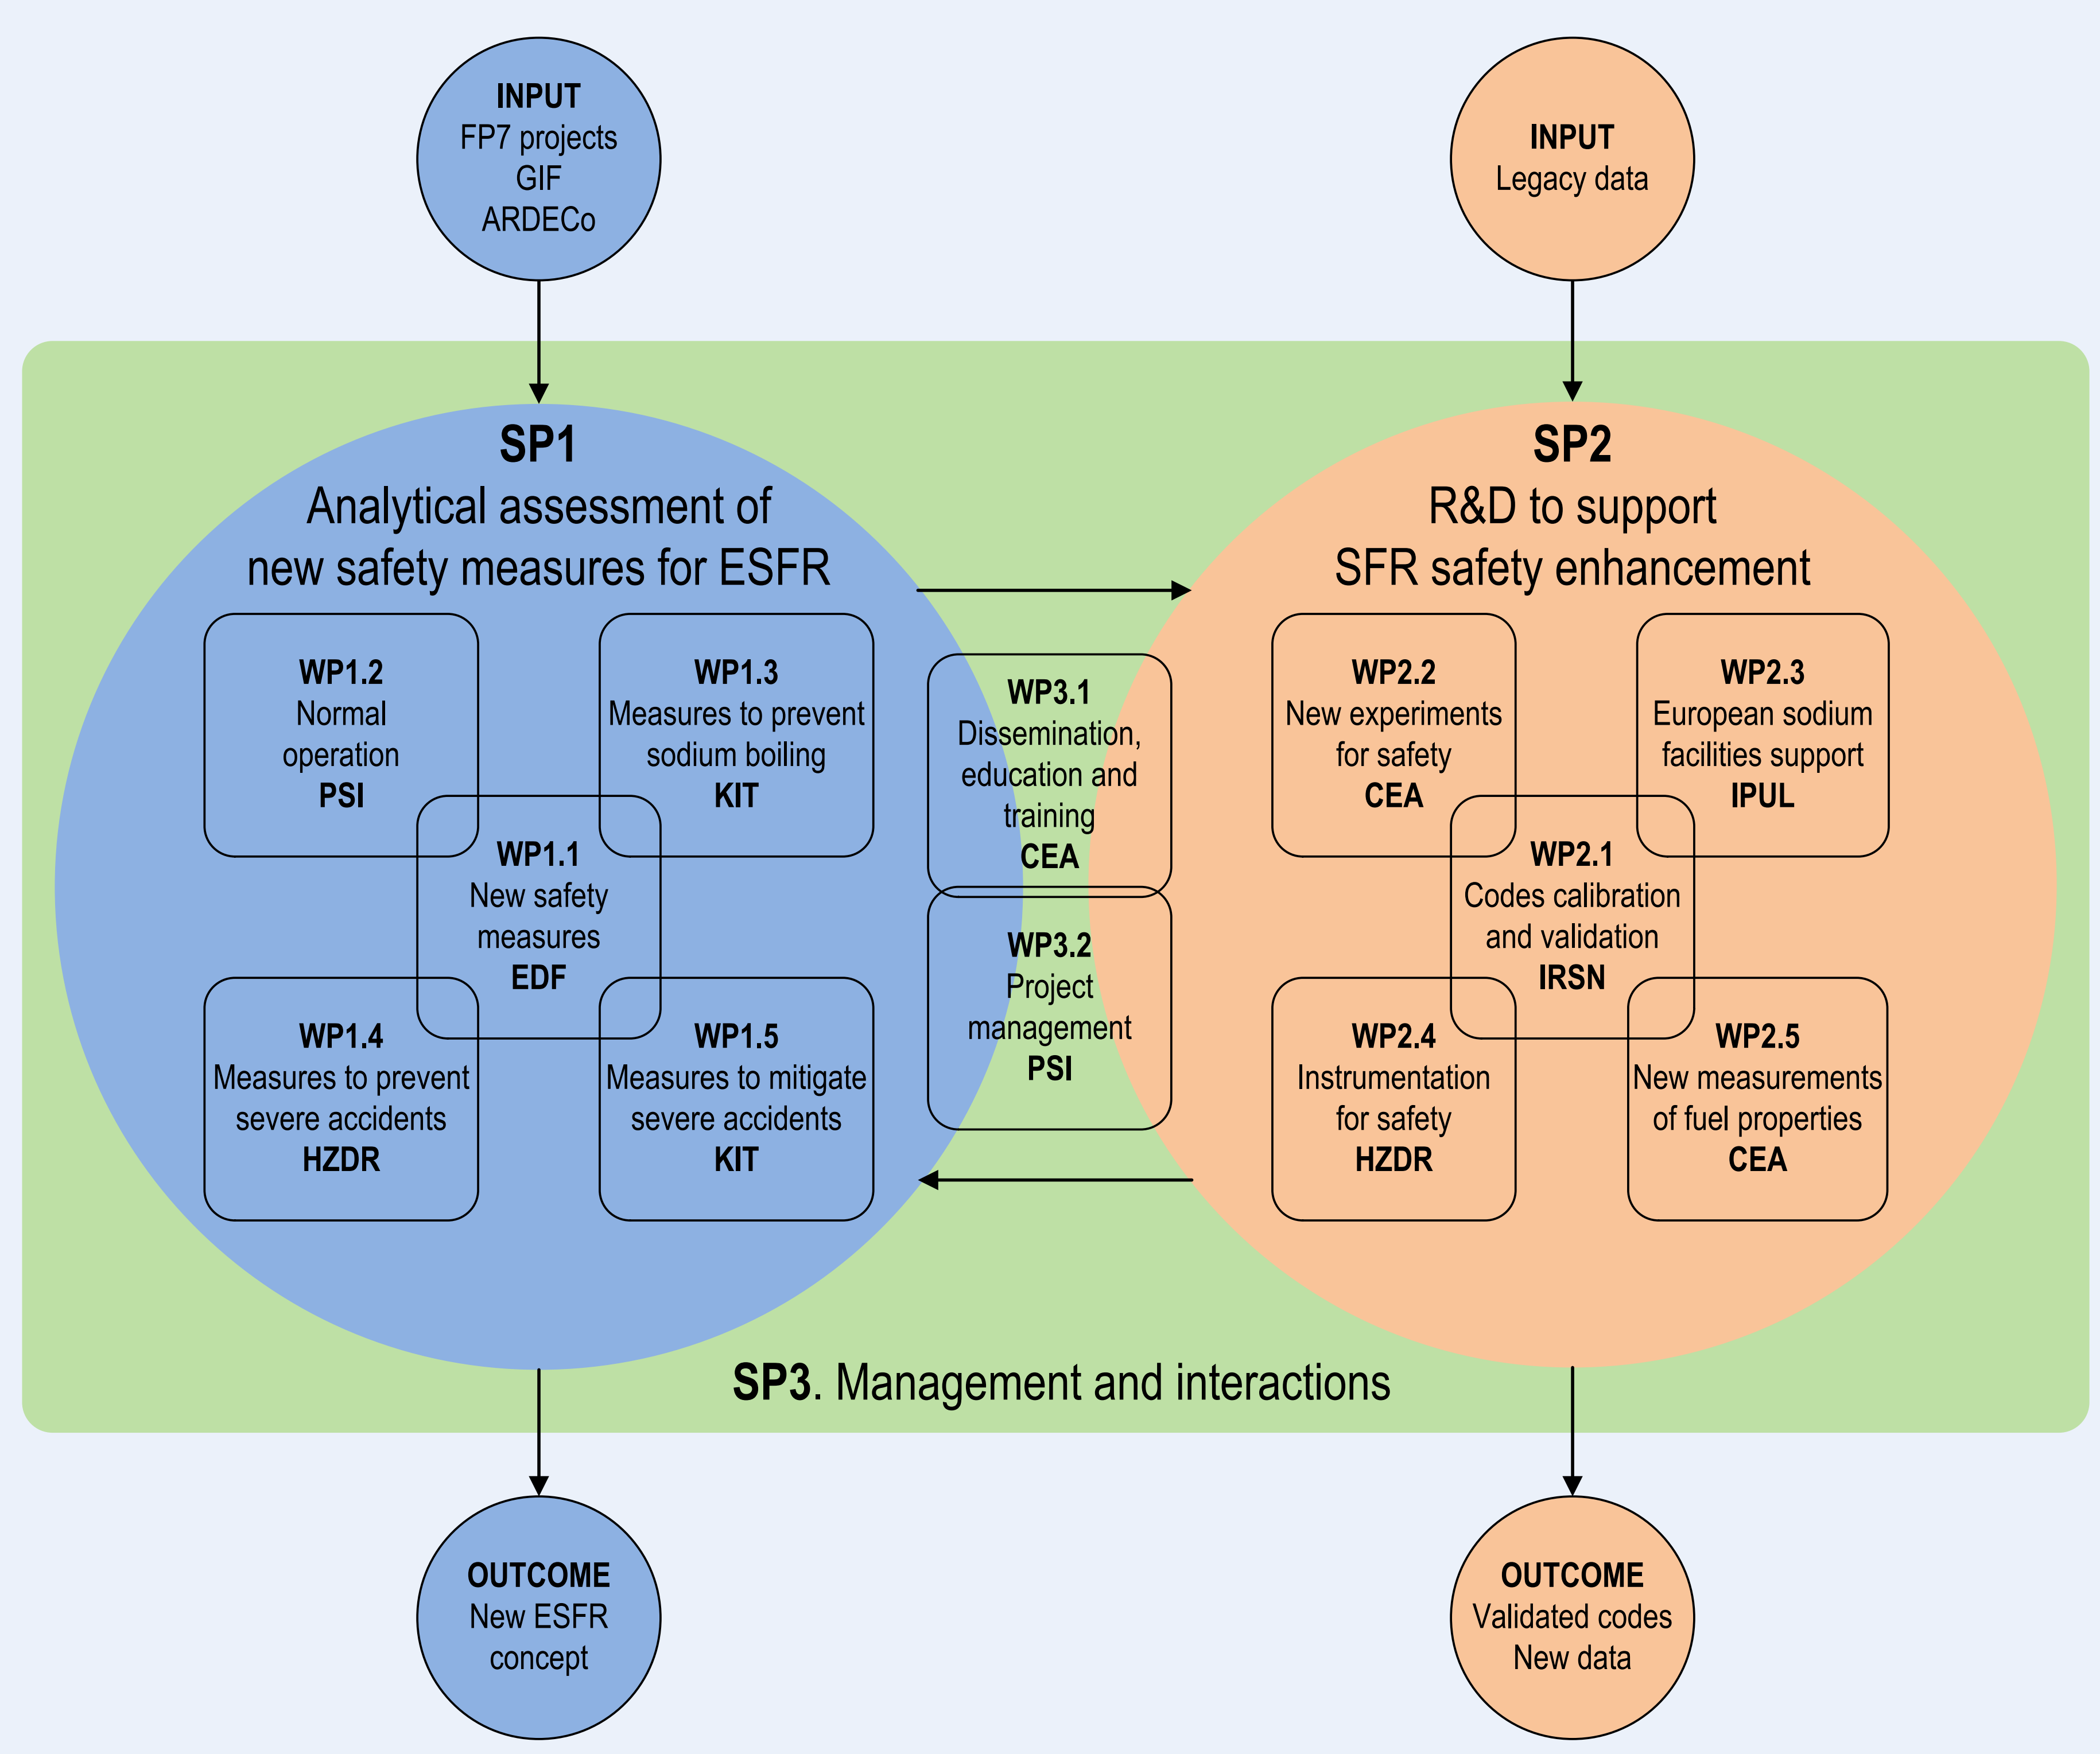 INPUT
FP7 projects
GIF
ARDECo
INPUT
Legacy data
SP1
Analytical assessment of
new safety measures for ESFR
WP1.2
Normal
operation
PSI
WP1.3
Measures to prevent
sodium boiling
KIT
WP1.1
New safety
measures
EDF
WP1.4
Measures to prevent
severe accidents
HZDR
WP1.5
Measures to mitigate
severe accidents
KIT
WP3.1
Dissemination,
education and
training
CEA
WP3.2
Project
management
PSI
SP2
R&D to support
SFR safety enhancement
WP2.2
New experiments
for safety
CEA
WP2.3
European sodium
facilities support
IPUL
WP2.1
Codes calibration
and validation
IRSN
WP2.4
Instrumentation
for safety
HZDR
WP2.5
New measurements
of fuel properties
CEA
SP3. Management and interactions
OUTCOME
New ESFR
concept
OUTCOME
Validated codes
New data